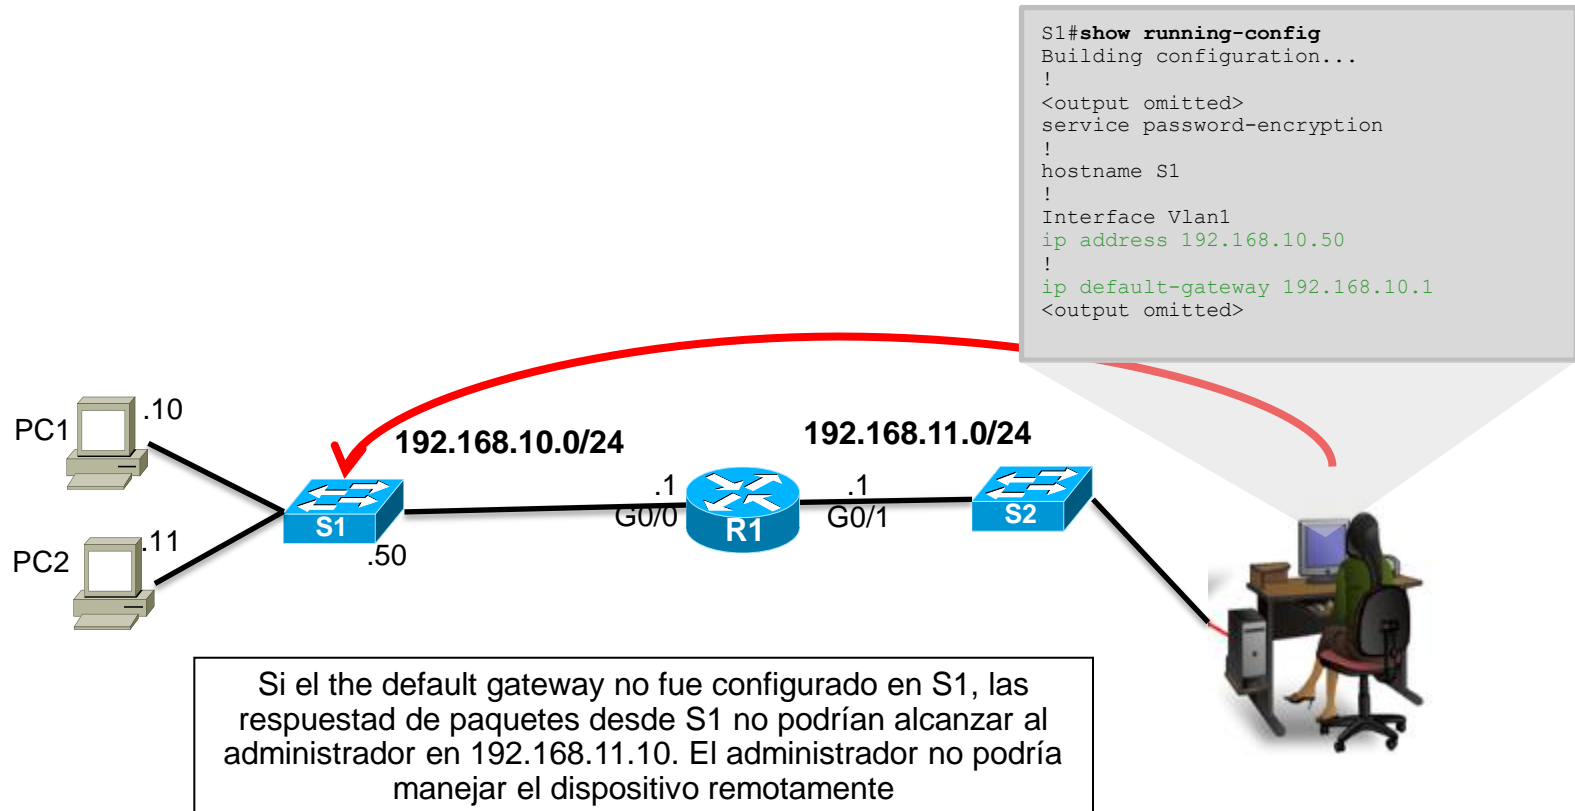 S1#show running-config
Building configuration...
!
<output omitted>
service password-encryption
!
hostname S1
!
Interface Vlan1
ip address 192.168.10.50
!
ip default-gateway 192.168.10.1
<output omitted>
PC1
.10
192.168.10.0/24
192.168.11.0/24
S1
.50
.1
G0/0
R1
.1
G0/1
S2
PC2
.11
Si el the default gateway no fue configurado en S1, las
respuestad de paquetes desde S1 no podrían alcanzar al
administrador en 192.168.11.10. El administrador no podría
manejar el dispositivo remotamente